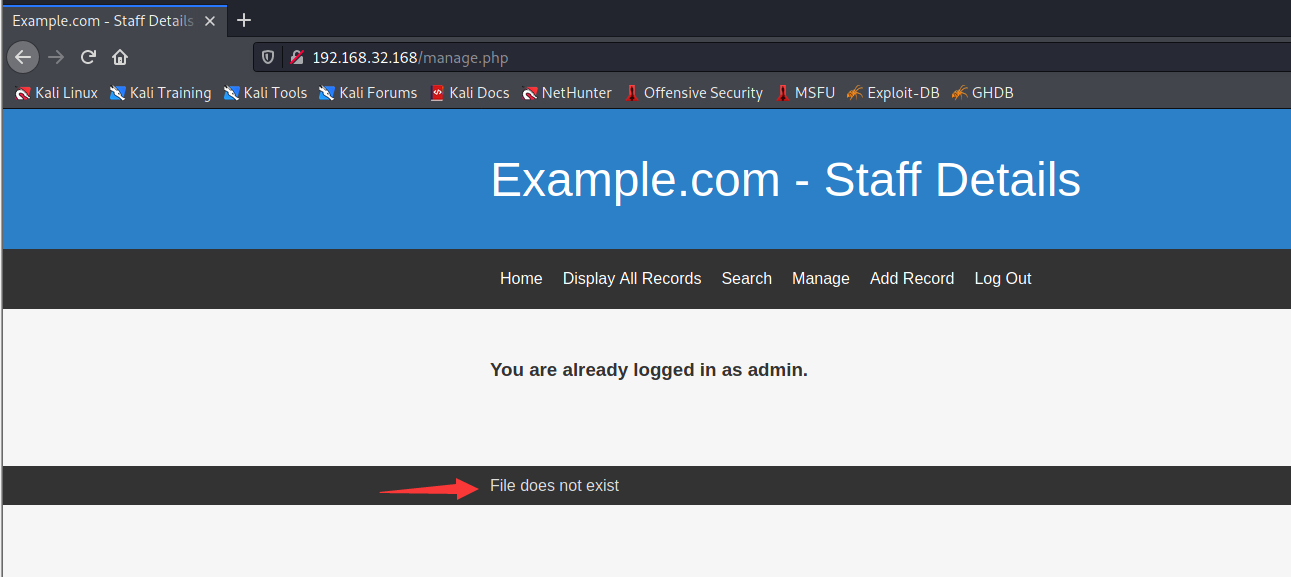 Example.com - Staff Details
192.168.32.168/manage.php
Kali Linux Kali Training Kali Tools Kali Forums Kali Docs NetHunter Offensive Security MSFU Exploit-DB GHDB
Example.com - Staff Details
Home Display All Records Search Manage Add Record Log Out
You are already logged in as admin.
File does not exist